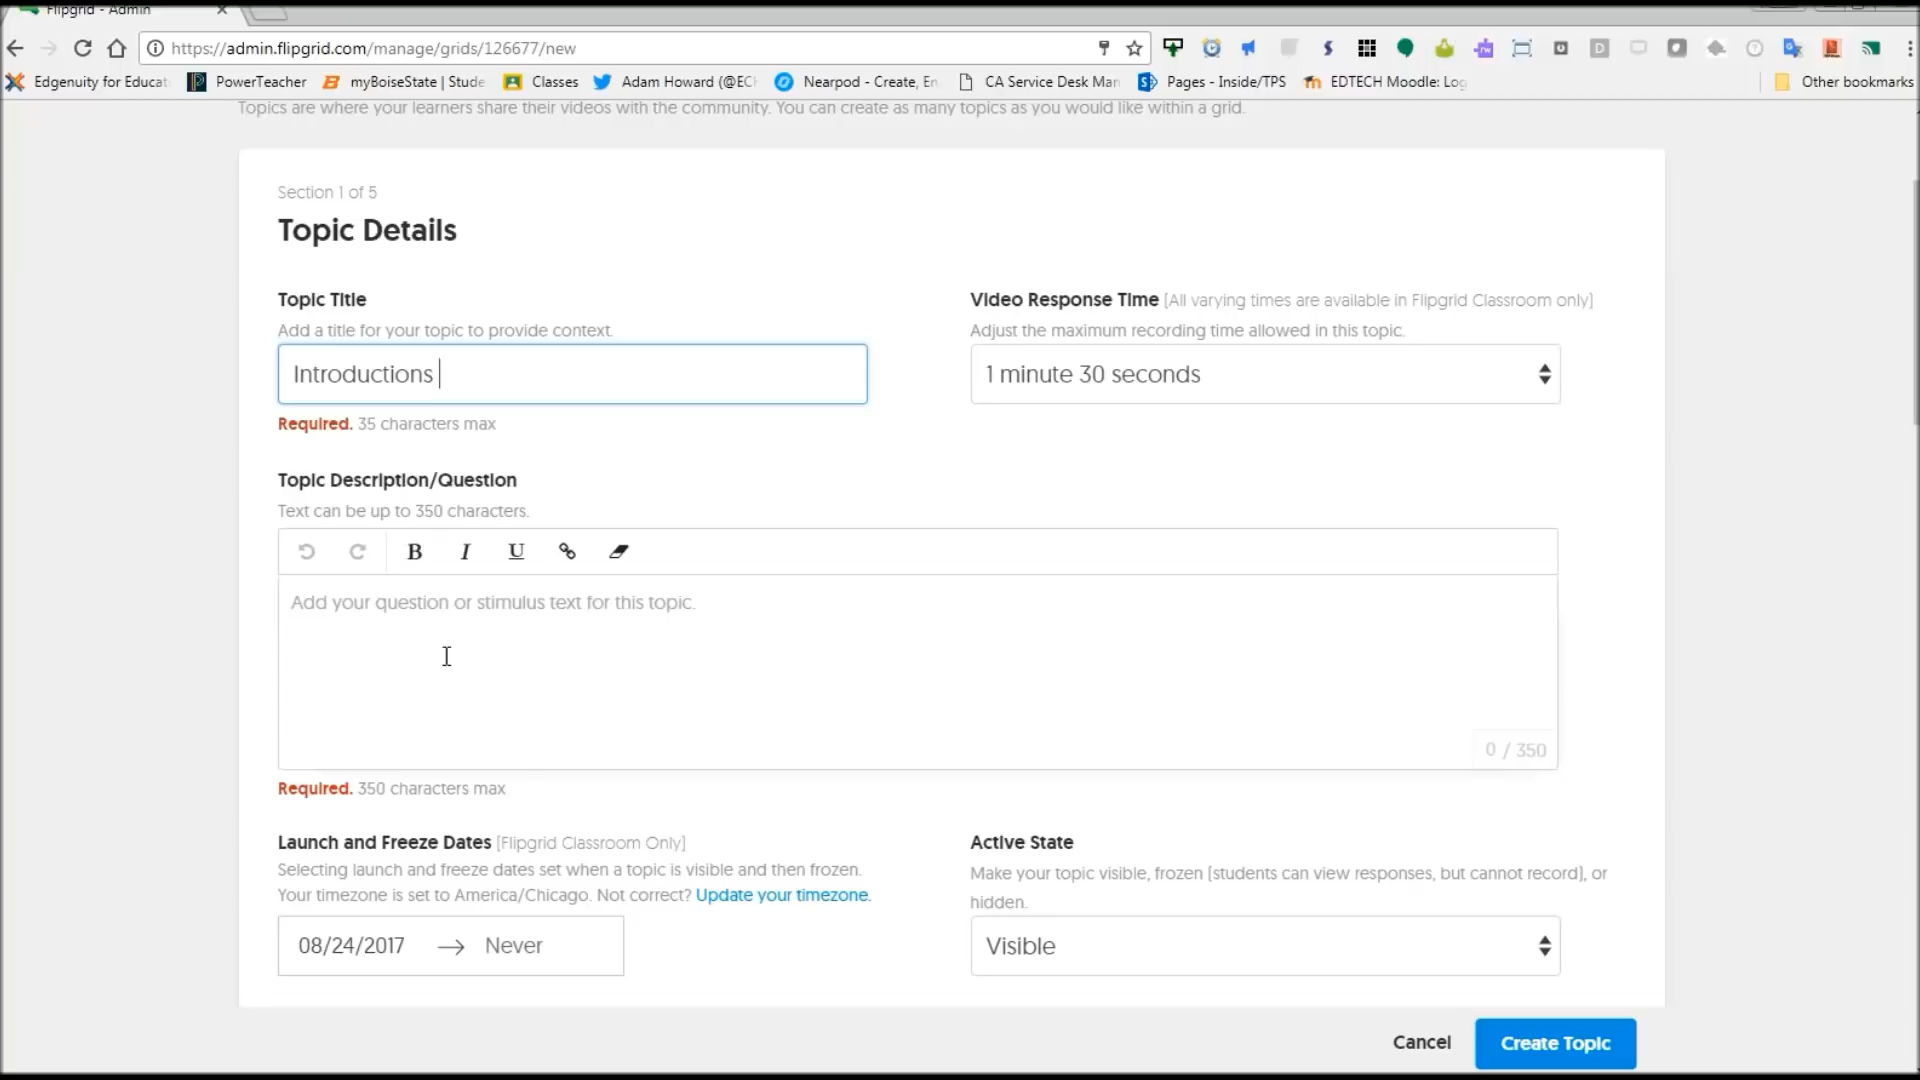 Flipgrid - Admin
https://admin.flipgrid.com/manage/grids/126677/new
Edgenuity for Educat PowerTeacher myBoiseState | Stude Classes Adam Howard (@EC Nearpod - Create, En CA Service Desk Man Pages - Inside/TPS EDTECH Moodle: Log Other bookmarks
Topics are where your learners share their videos with the community. You can create as many topics as you would like within a grid.
Section 1 of 5
Topic Details
Topic Title
Add a title for your topic to provide context.
Introductions
Required. 35 characters max
Video Response Time [All varying times are available in Flipgrid Classroom only]
Adjust the maximum recording time allowed in this topic.
1 minute 30 seconds
Topic Description/Question
Text can be up to 350 characters.
B I U
Add your question or stimulus text for this topic.
0 / 350
Required. 350 characters max
Launch and Freeze Dates [Flipgrid Classroom Only]
Selecting launch and freeze dates set when a topic is visible and then frozen.
Your timezone is set to America/Chicago. Not correct? Update your timezone.
08/24/2017 → Never
Active State
Make your topic visible, frozen [students can view responses, but cannot record], or
hidden.
Visible
Cancel Create Topic